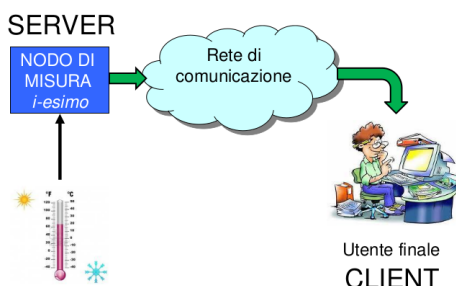 SERVER
NODO DI
MISURA
i-esimo
Rete di
comunicazione
°F °C
Utente finale
CLIENT